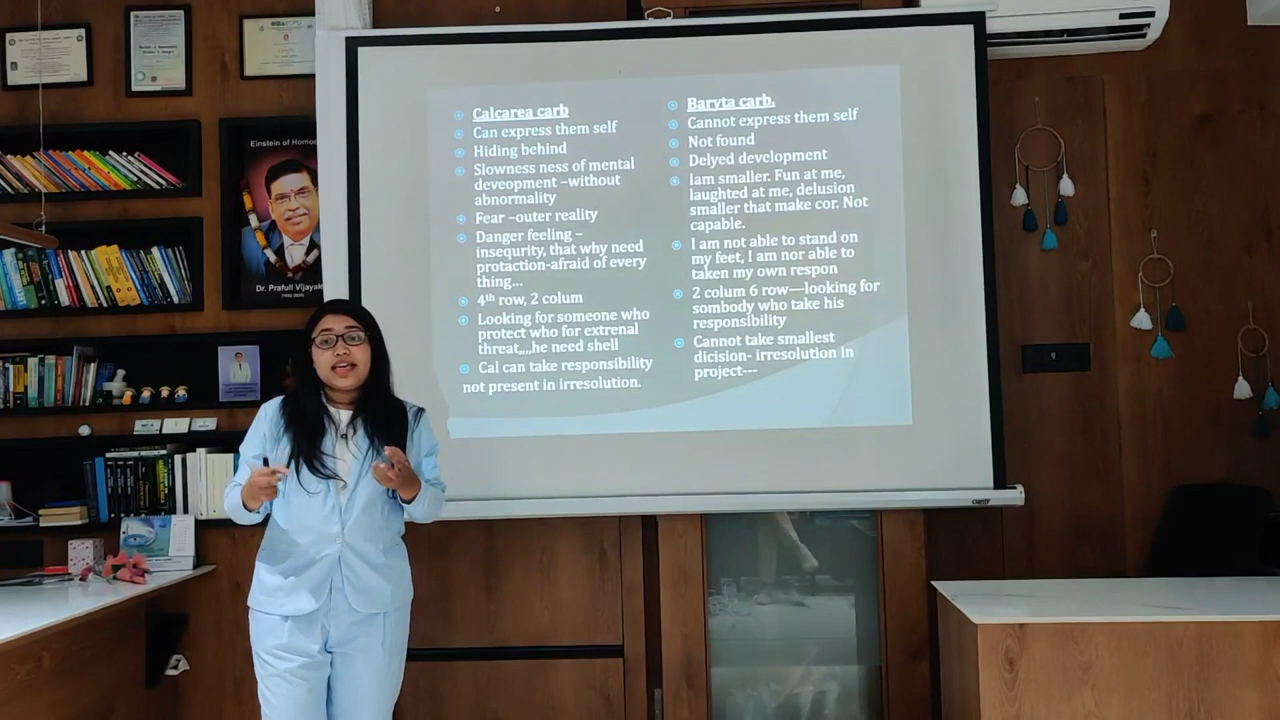 Einstein of Homoe
Dr. Prafull Vijayak
Calcarea carb
Can express them self
Hiding behind
Slowness ness of mental
deveopment –without
abnormality
Fear –outer reality
Danger feeling –
insequrity, that why need
protaction-afraid of every
thing...
4th row, 2 colum
Looking for someone who
protect who for extrenal
threat,,,,he need shell
Cal can take responsibility
not present in irresolution.
Baryta carb.
Cannot express them self
Not found
Delyed development
Iam smaller. Fun at me,
laughted at me, delusion
smaller that make cor. Not
capable.
I am not able to stand on
my feet, I am nor able to
taken my own respon
2 colum 6 row—looking for
sombody who take his
responsibility
Cannot take smallest
dicision- irresolution in
project---